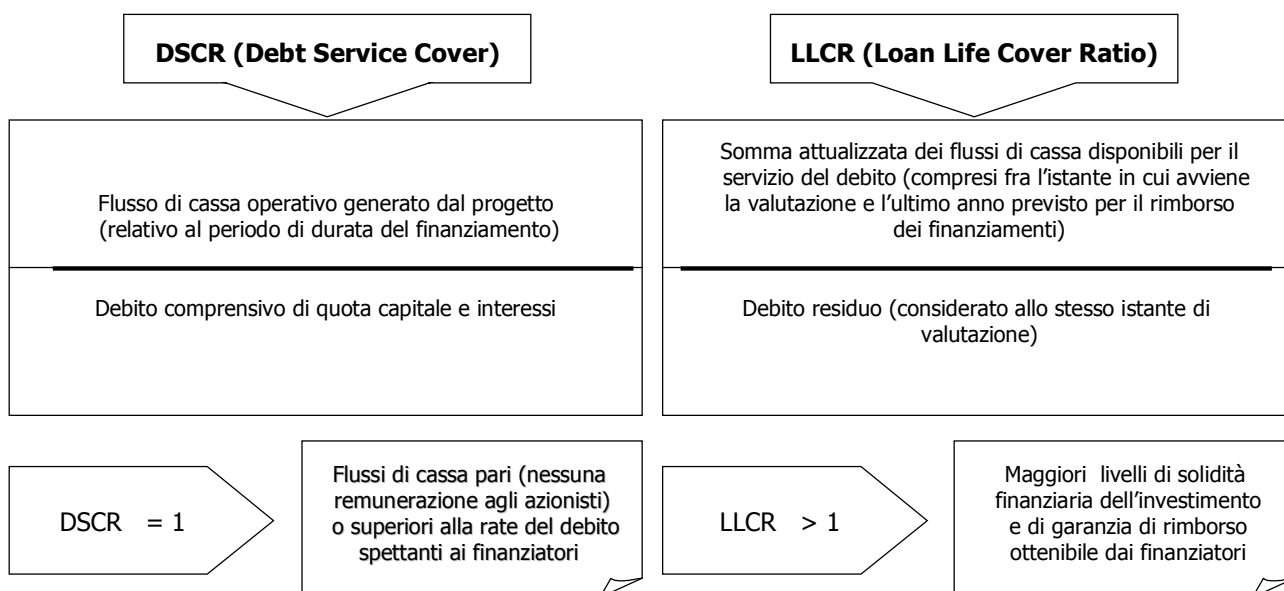 DSCR (Debt Service Cover)
Flusso di cassa operativo generato dal progetto
(relativo al periodo di durata del finanziamento)
Debito comprensivo di quota capitale e interessi
DSCR = 1
Flussi di cassa pari (nessuna
remunerazione agli azionisti)
o superiori alla rate del debito
spettanti ai finanziatori
LLCR (Loan Life Cover Ratio)
Somma attualizzata dei flussi di cassa disponibili per il
servizio del debito (compresi fra l'istante in cui avviene
la valutazione e l'ultimo anno previsto per il rimborso
dei finanziamenti)
Debito residuo (considerato allo stesso istante di
valutazione)
LLCR > 1
Maggiori livelli di solidità
finanziaria dell'investimento
e di garanzia di rimborso
ottenibile dai finanziatori